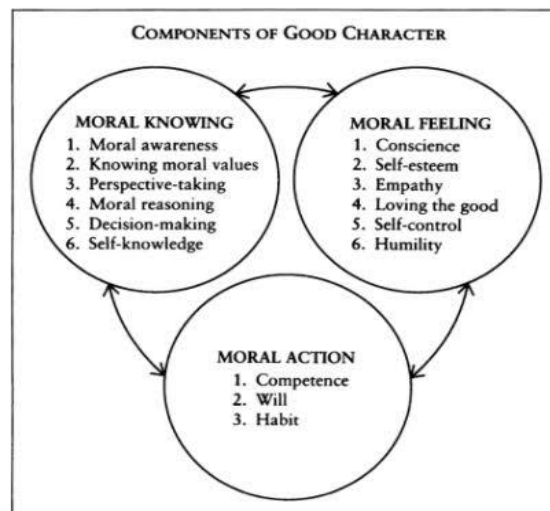 COMPONENTS OF GOOD CHARACTER
MORAL KNOWING
1. Moral awareness
2. Knowing moral values
3. Perspective-taking
4. Moral reasoning
5. Decision-making
6. Self-knowledge
MORAL FEELING
1. Conscience
2. Self-esteem
3. Empathy
4. Loving the good
5. Self-control
6. Humility
MORAL ACTION
1. Competence
2. Will
3. Habit